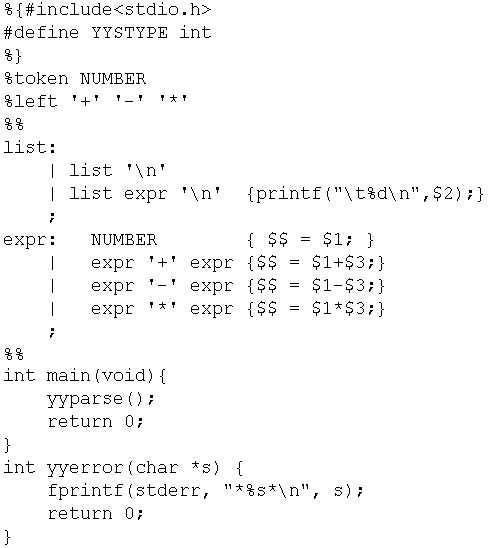 %{#include<stdio.h>
#define YYSTYPE int
%}
%token NUMBER
%left '+' '-' '*'
%%
list:
    | list '\n'
    | list expr '\n'  {printf("\t%d\n",$2);}
    ;
expr:   NUMBER        { $$ = $1; }
    |   expr '+' expr {$$ = $1+$3;}
    |   expr '-' expr {$$ = $1-$3;}
    |   expr '*' expr {$$ = $1*$3;}
    ;
%%
int main(void){
    yyparse();
    return 0;
}
int yyerror(char *s) {
    fprintf(stderr, "*%s*\n", s);
    return 0;
}